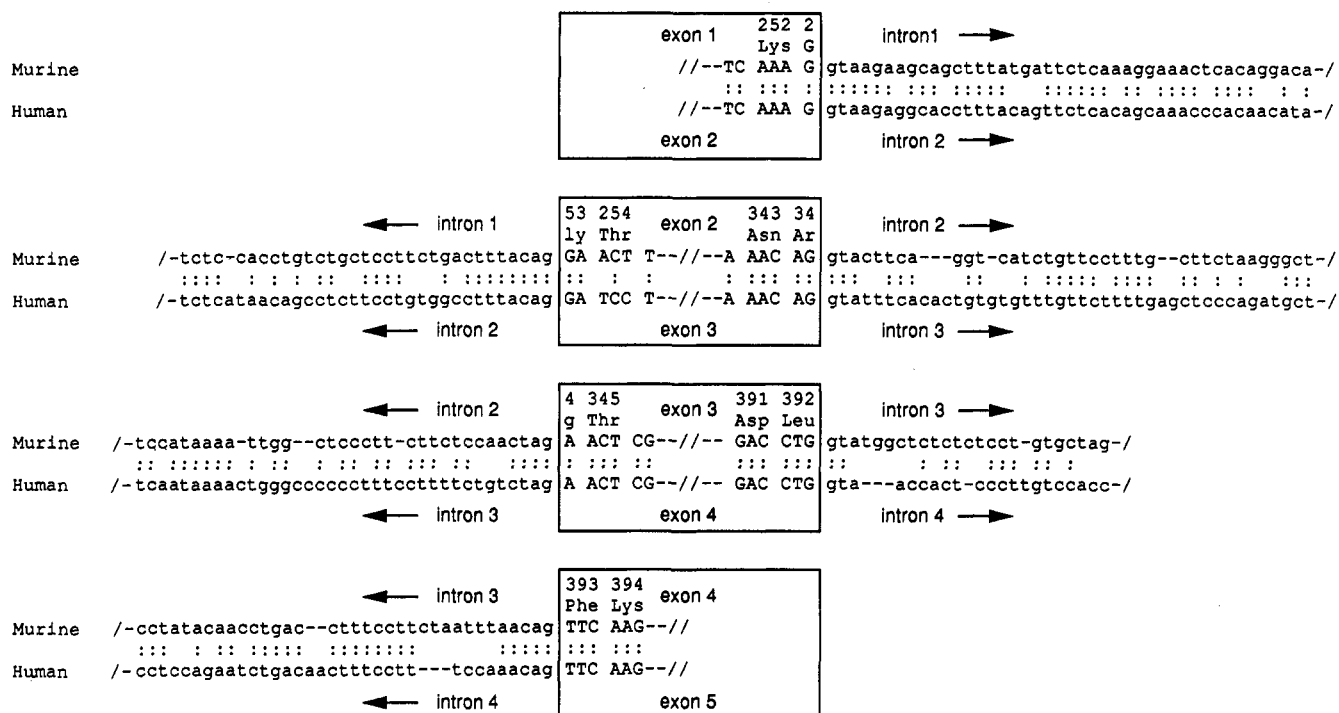 exon 1 252 2
Lys G intron1
Murine //--TC AAA G gtaagaagcagctttatgattctcaaaggaaactcacaggaca-/
:: ::: : :::::: ::: :::::: :::::: :: :::: :::: : :
Human //--TC AAA G gtaagaggcacctttacagttctcacagcaaacccacaacata-/
exon 2 intron 2
intron 1 53 254 exon 2 343 34 intron 2
ly Thr Asn Ar
Murine /-tctc-cacctgtctgctccttctgactttacag GA ACT T--//--A AAC AG gtacttca---ggt-catctgttcctttg--cttctaagggct-/
:::: :: : : : :: :::: :: :::::::: :: : : : ::: :: ::: ::: :: : : :::: :::: : :: : :::
Human /-tctcataacagcctcttcctgtggcctttacag GA TCC T--//--A AAC AG gtatttcacactgtgtgtttgttcttttgagctcccagatgct-/
intron 2 exon 3 intron 3
intron 2 4 345 exon 3 391 392 intron 3
g Thr Asp Leu
Murine /-tccataaaa-ttgg--ctcccctt-cttctccaactag A ACT CG--//-- GAC CTG gtatggctctctctcct-gtgctag-/
:: :::::: : :: ::: ::: :: ::: :: :::: : ::: :: ::: ::: :: : :: ::: ::: :
Human /-tcaataaaactgggcccccctttccttttctgtctag A ACT CG--//-- GAC CTG gta---accact-cccttgtccacc-/
intron 3 exon 4 intron 4
intron 3 393 394 exon 4
Phe Lys
Murine /-cctatacaacctgac--ctttccttctaatttaacag TTC AAG--//
::: : :: ::::: :::::::: ::::: ::: :::
Human /-cctccagaatctgacaactttcctt---tccaaacag TTC AAG--//
intron 4 exon 5